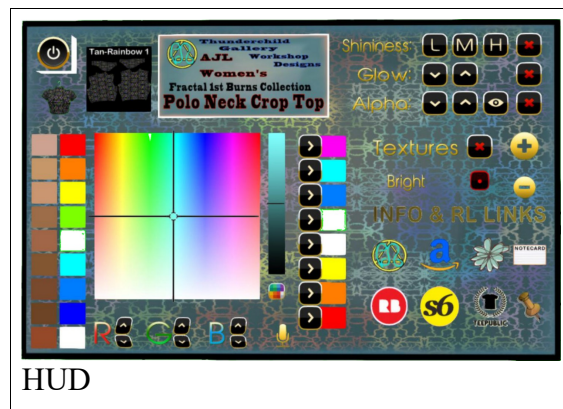 Tan-Rainbow 1
Thunderchild
Gallery
AJL Workshop
Designs
Women's
Fractal 1st Burns Collection
Polo Neck Crop Top
Shininess: L M H
Glow:
Alpha:
Textures
Bright
INFO & RL LINKS
a
NOTECARD
RB
s6
TEEPUBLIC
R G B
HUD